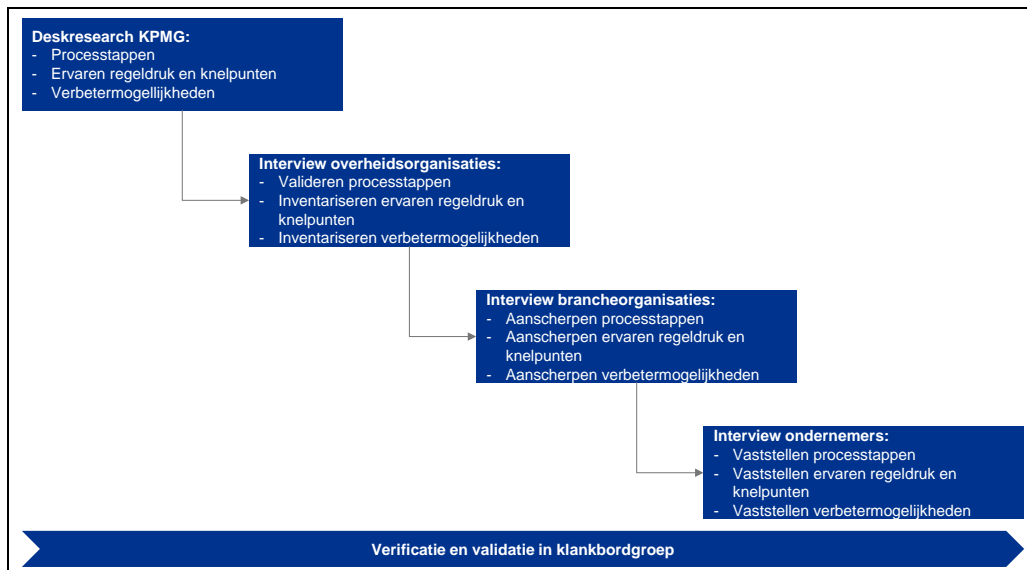 Deskresearch KPMG:
- Processtappen
- Ervaren regeldruk en knelpunten
- Verbetermogellijkheden
Interview overheidsorganisaties:
- Valideren processtappen
- Inventariseren ervaren regeldruk en
knelpunten
- Inventariseren verbetermogelijkheden
Interview brancheorganisaties:
- Aanscherpen processtappen
- Aanscherpen ervaren regeldruk en
knelpunten
- Aanscherpen verbetermogelijkheden
Interview ondernemers:
- Vaststellen processtappen
- Vaststellen ervaren regeldruk en
knelpunten
- Vaststellen verbetermogelijkheden
Verificatie en validatie in klankbordgroep